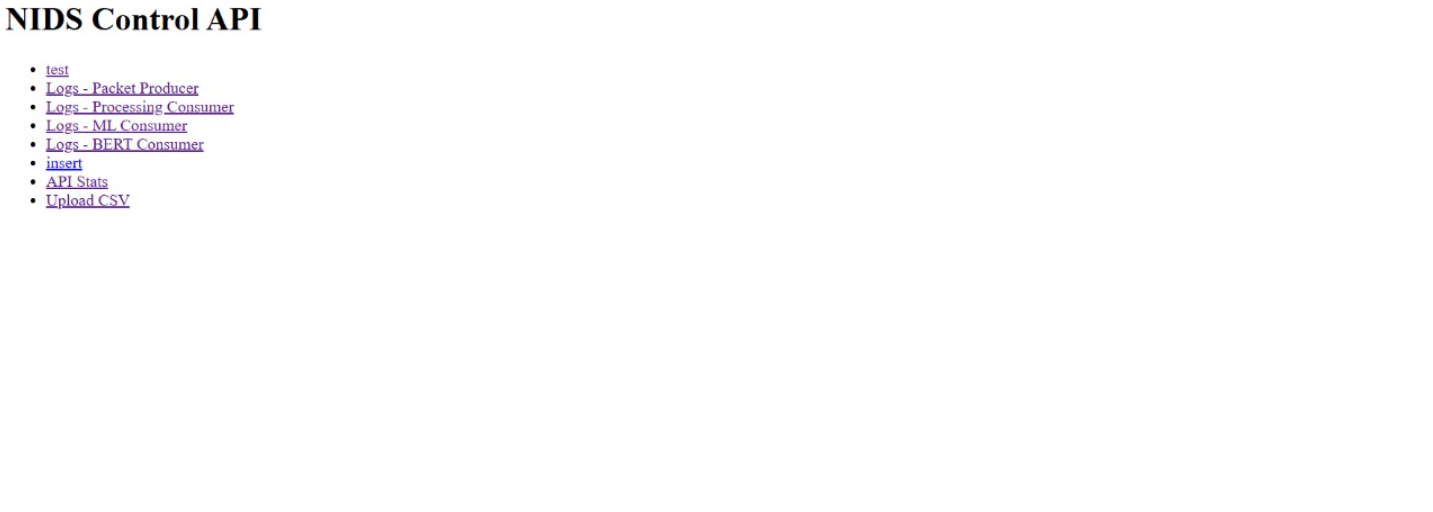 NIDS Control API
test
Logs - Packet Producer
Logs - Processing Consumer
Logs - ML Consumer
Logs - BERT Consumer
insert
API Stats
Upload CSV